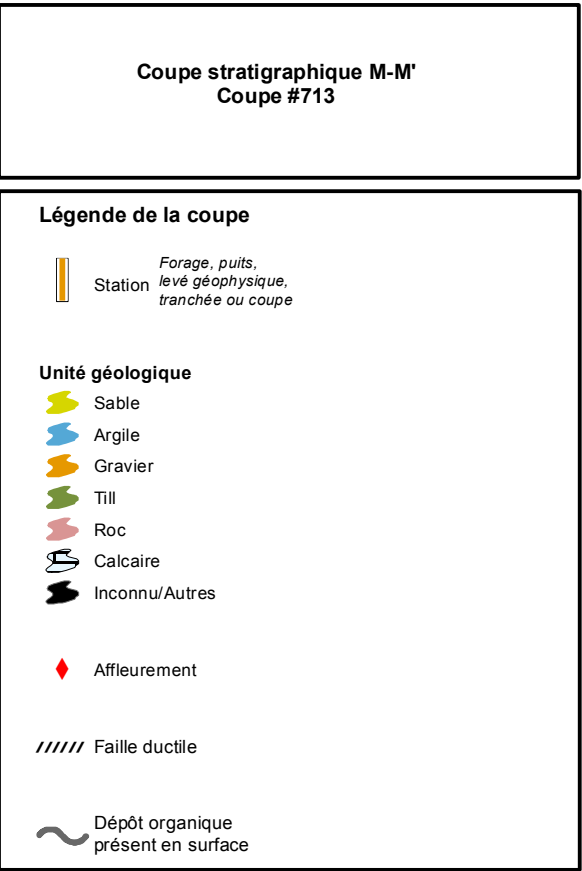 Coupe stratigraphique M-M'
Coupe #713
Légende de la coupe
Station
Forage, puits,
levé géophysique,
tranchée ou coupe
Unité géologique
Sable
Argile
Gravier
Till
Roc
Calcaire
Inconnu/Autres
Affleurement
Faille ductile
Dépôt organique
présent en surface